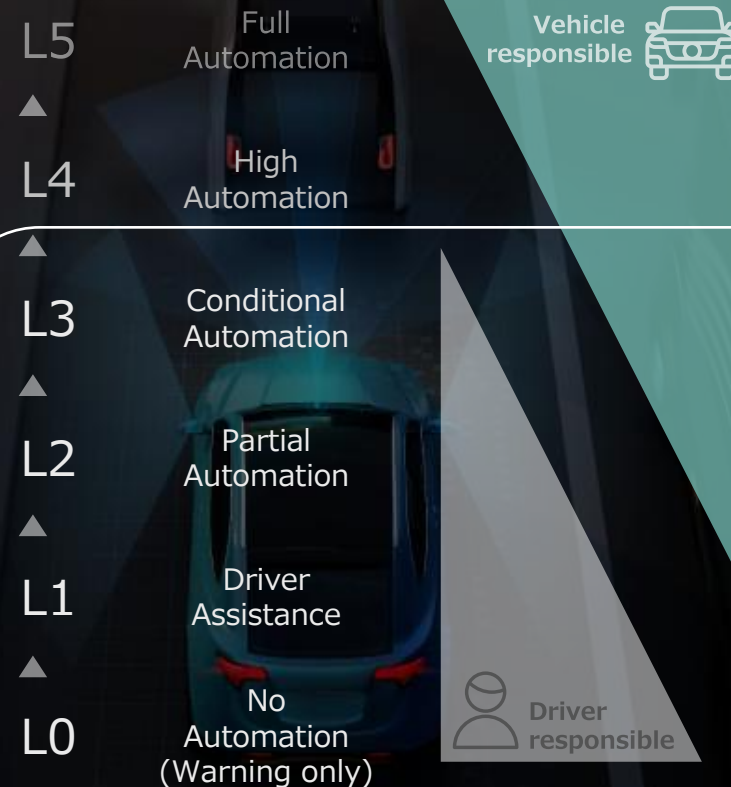 L5
Full
Automation
Vehicle
responsible
L4
High
Automation
L3
Conditional
Automation
L2
Partial
Automation
L1
Driver
Assistance
L0
No
Automation
(Warning only)
Driver
responsible